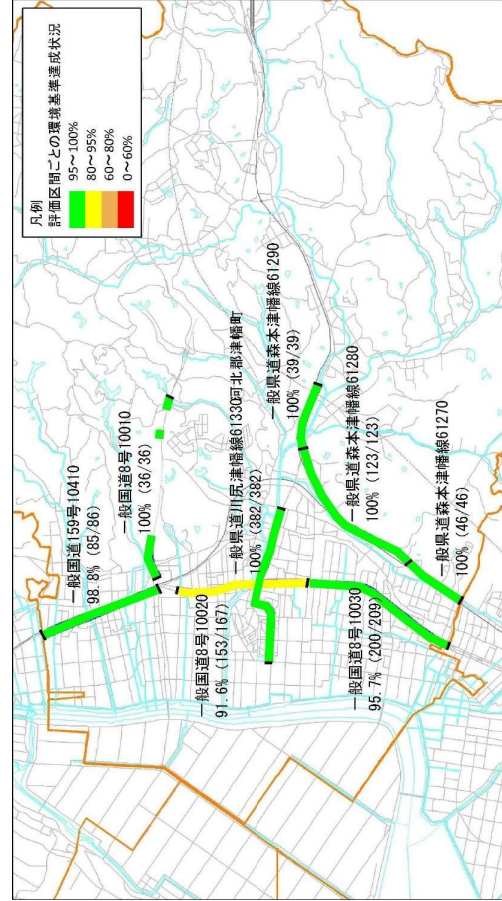 凡例
評価区間ごとの環境基準達成状況
95～100%
80～95%
60～80%
0～60%
一般国道159号10410
98.8% (85/86)
一般国道8号10010
100% (36/36)
一般国道8号10020
91.6% (153/167)
一般県道川尻津幡線61330河北郡津幡町
100% (382/382)
一般県道森本津幡線61290
100% (39/39)
一般県道森本津幡線61280
100% (123/123)
一般国道8号10030
95.7% (200/209)
一般県道森本津幡線61270
100% (46/46)